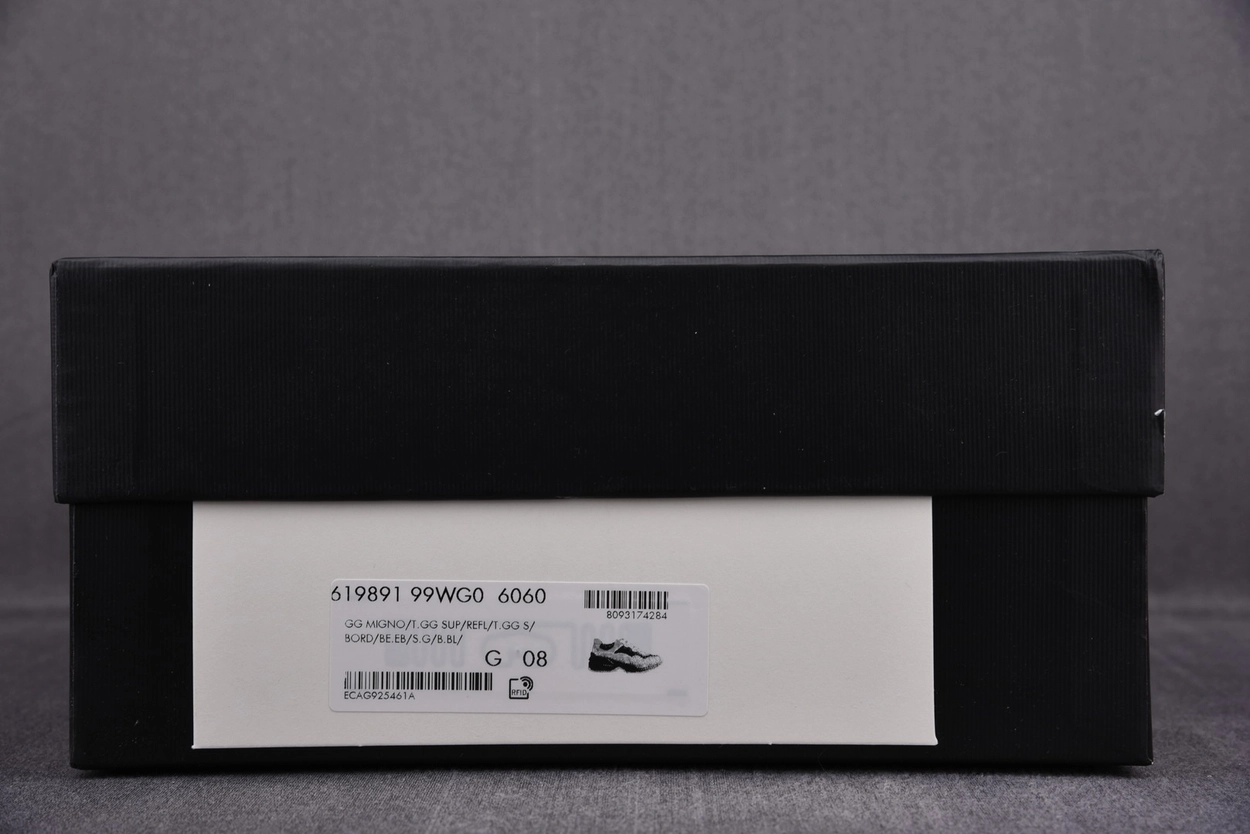 619891 99WG0 6060
8093174284
GG MIGNO/T.GG SUP/REFL/T.GG S/
BORD/BE.EB/S.G/B.BL/
G 08
ECAG925461A
RFID